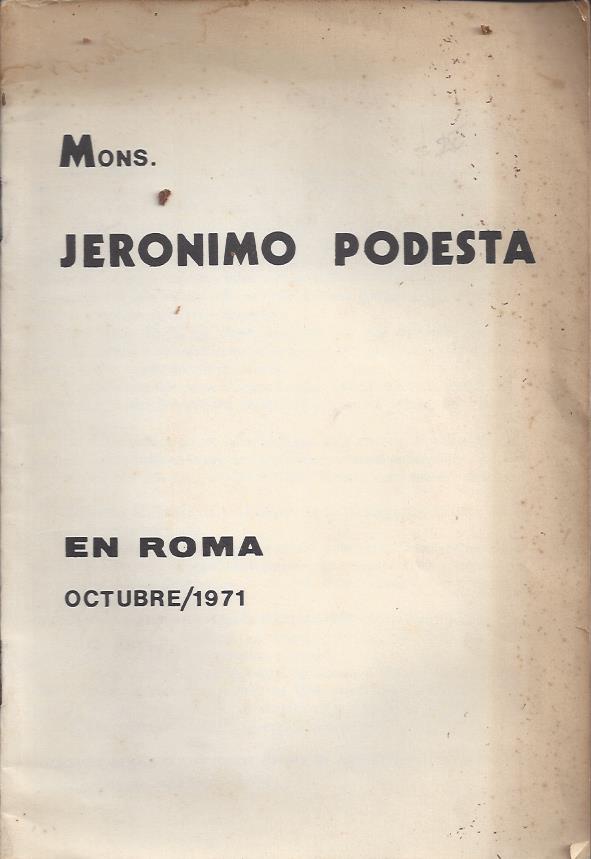 MONS.
JERONIMO PODESTA
EN ROMA
OCTUBRE/1971